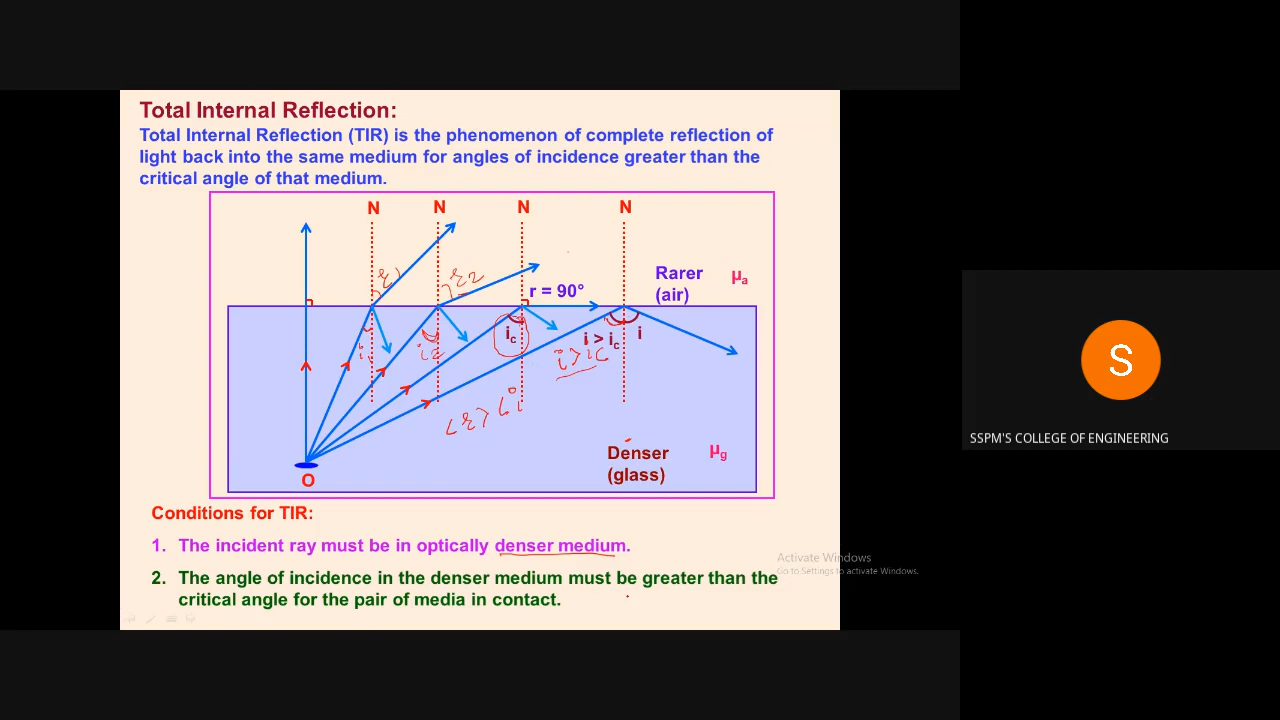 Total Internal Reflection:
Total Internal Reflection (TIR) is the phenomenon of complete reflection of
light back into the same medium for angles of incidence greater than the
critical angle of that medium.
N N N N
r2
r = 90°
Rarer
(air)
μa
i1
i2
ic
i > ic
i
i > ic
<r > <i
Denser
(glass)
μg
O
Conditions for TIR:
1. The incident ray must be in optically denser medium.
2. The angle of incidence in the denser medium must be greater than the
critical angle for the pair of media in contact.
Activate Windows
Go to Settings to activate Windows.
S
SSPM'S COLLEGE OF ENGINEERING